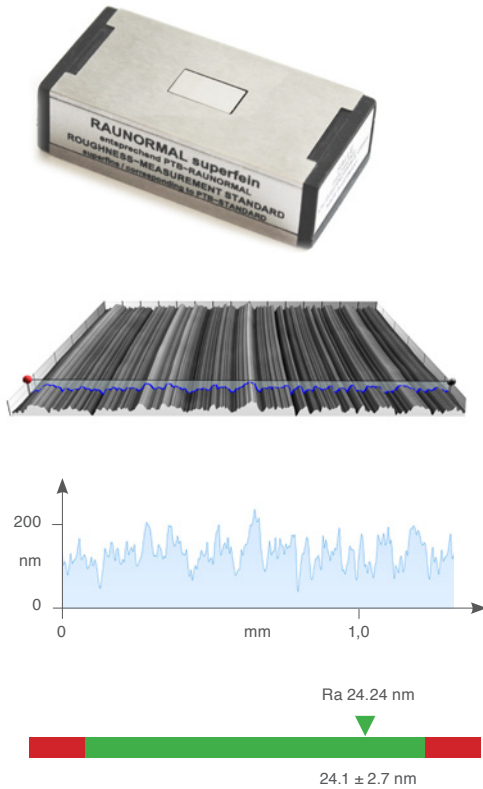 RAUNORMAL superfein
entsprechend PTB-RAUNORMAL
ROUGHNESS-MEASUREMENT STANDARD
superfine / corresponding to PTB-STANDARD
200
nm
0
0 mm 1,0
Ra 24.24 nm
24.1 ± 2.7 nm